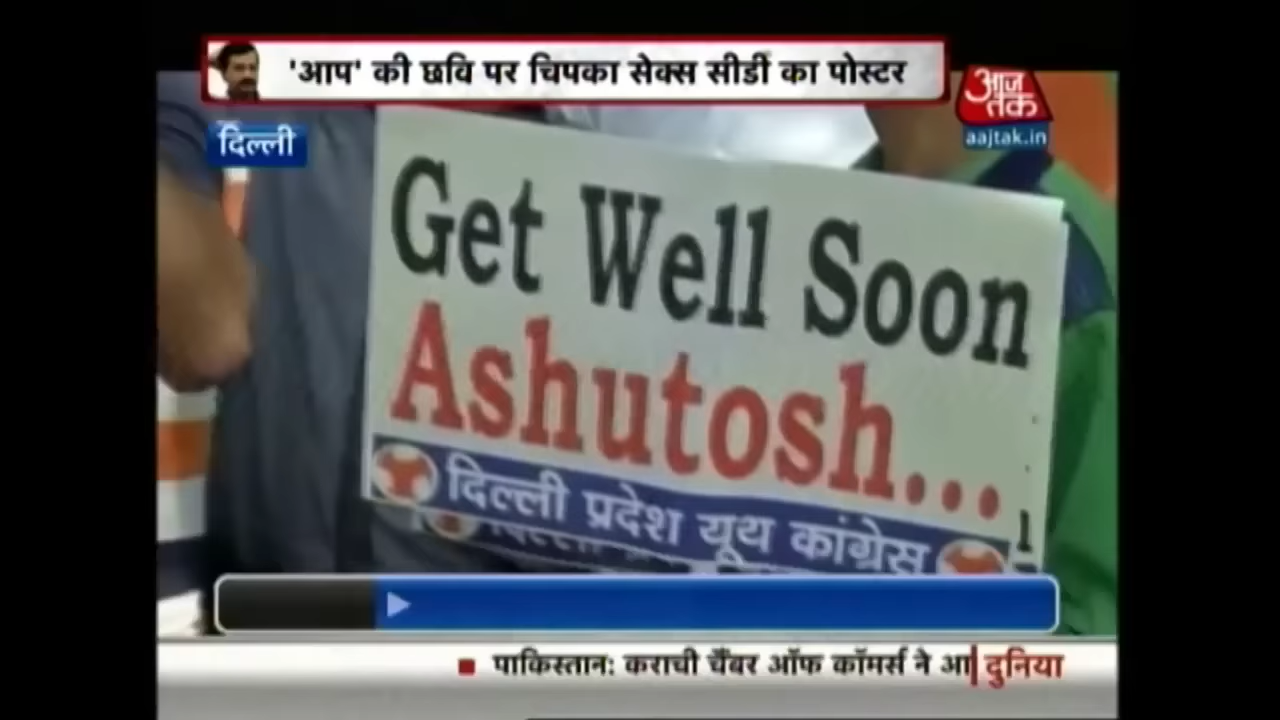 'आप' की छवि पर चिपका सेक्स सीडी का पोस्टर
आज तक
aajtak.in
दिल्ली
Get Well Soon
Ashutosh...
दिल्ली प्रदेश यूथ कांग्रेस
पाकिस्तान: कराची चैंबर ऑफ कॉमर्स ने आ
दुनिया